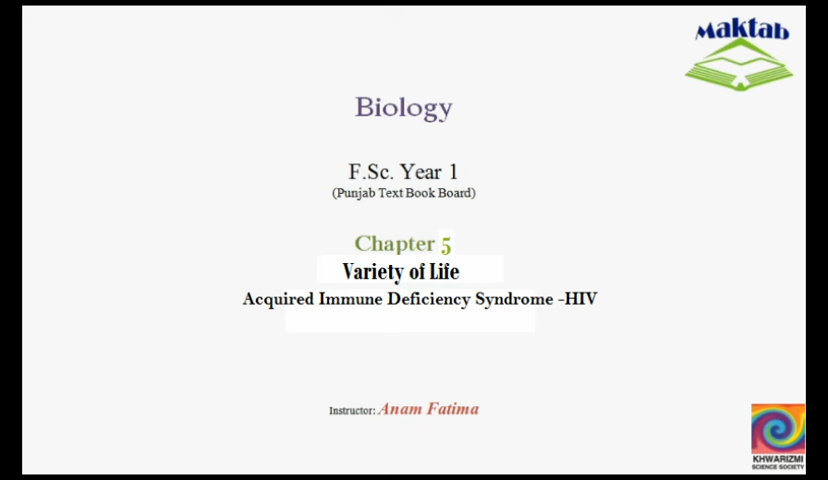 Maktab
Biology
F.Sc. Year 1
(Punjab Text Book Board)
Chapter 5
Variety of Life
Acquired Immune Deficiency Syndrome -HIV
Instructor: Anam Fatima
KHWARIZMI
SCIENCE SOCIETY